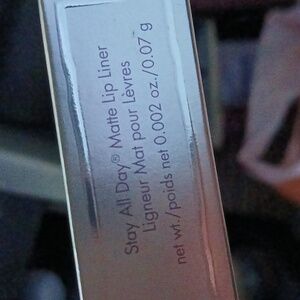 Stay All Day® Matte Lip Liner
Ligneur Mat pour Lèvres
net wt./poids net 0.002 oz./0.07 g